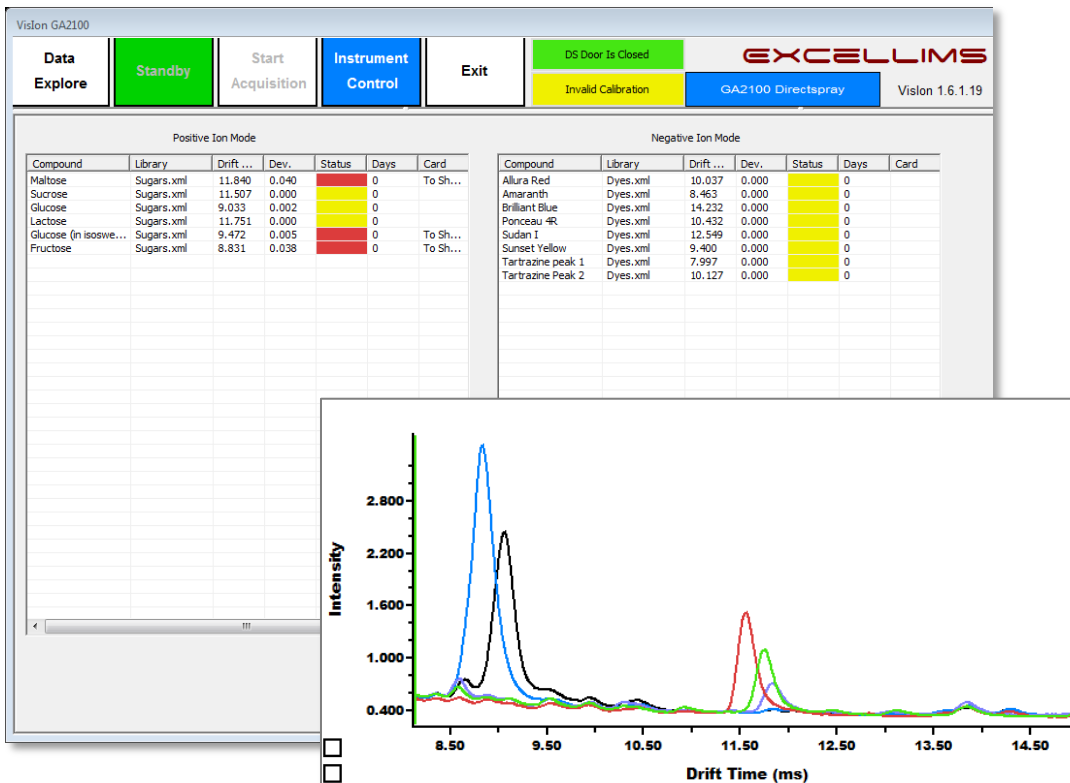 VisIon GA2100
Data Explore
Standby
Start Acquisition
Instrument Control
Exit
DS Door Is Closed
Invalid Calibration
EXCELLIMS
GA2100 Directspray
VisIon 1.6.1.19
Positive Ion Mode
Compound Library Drift ... Dev. Status Days Card
Maltose Sugars.xml 11.840 0.040 0 To Sh...
Sucrose Sugars.xml 11.507 0.000 0
Glucose Sugars.xml 9.033 0.002 0
Lactose Sugars.xml 11.751 0.000 0
Glucose (in isoswe... Sugars.xml 9.472 0.005 0 To Sh...
Fructose Sugars.xml 8.831 0.038 0 To Sh...
Negative Ion Mode
Compound Library Drift ... Dev. Status Days Card
Allura Red Dyes.xml 10.037 0.000 0
Amaranth Dyes.xml 8.463 0.000 0
Brilliant Blue Dyes.xml 14.232 0.000 0
Ponceau 4R Dyes.xml 10.432 0.000 0
Sudan I Dyes.xml 12.549 0.000 0
Sunset Yellow Dyes.xml 9.400 0.000 0
Tartrazine peak 1 Dyes.xml 7.997 0.000 0
Tartrazine Peak 2 Dyes.xml 10.127 0.000 0
Intensity
2.800
2.200
1.600
1.000
0.400
8.50 9.50 10.50 11.50 12.50 13.50 14.50
Drift Time (ms)